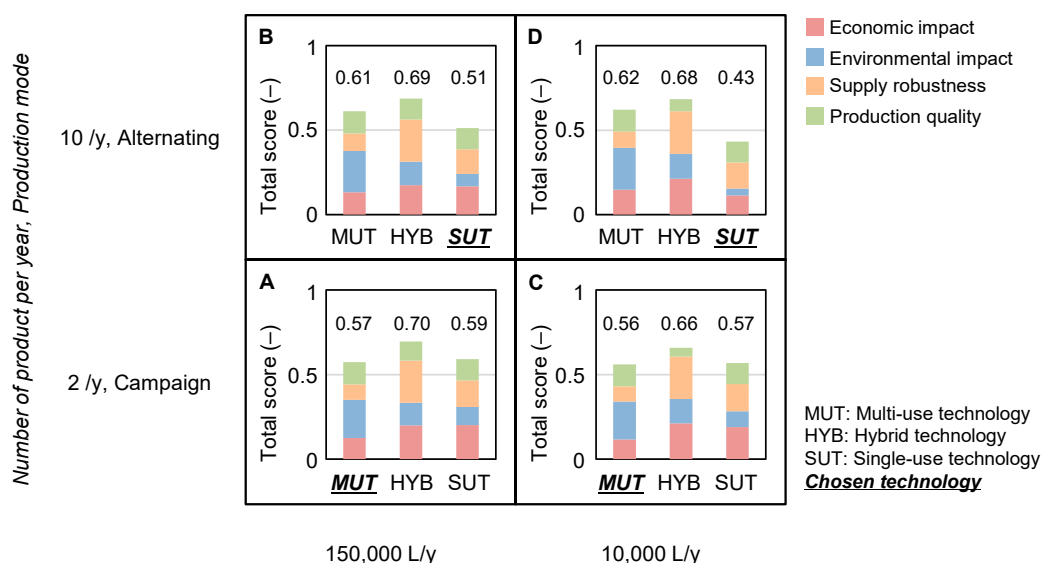 Number of product per year, Production mode
10 /y, Alternating
B
1
0.5
0
Total score (–)
0.61
0.69
0.51
MUT
HYB
SUT
D
1
0.5
0
Total score (–)
0.62
0.68
0.43
MUT
HYB
SUT
2 /y, Campaign
A
1
0.5
0
Total score (–)
0.57
0.70
0.59
MUT
HYB
SUT
C
1
0.5
0
Total score (–)
0.56
0.66
0.57
MUT
HYB
SUT
150,000 L/y
10,000 L/y
Economic impact
Environmental impact
Supply robustness
Production quality
MUT: Multi-use technology
HYB: Hybrid technology
SUT: Single-use technology
Chosen technology